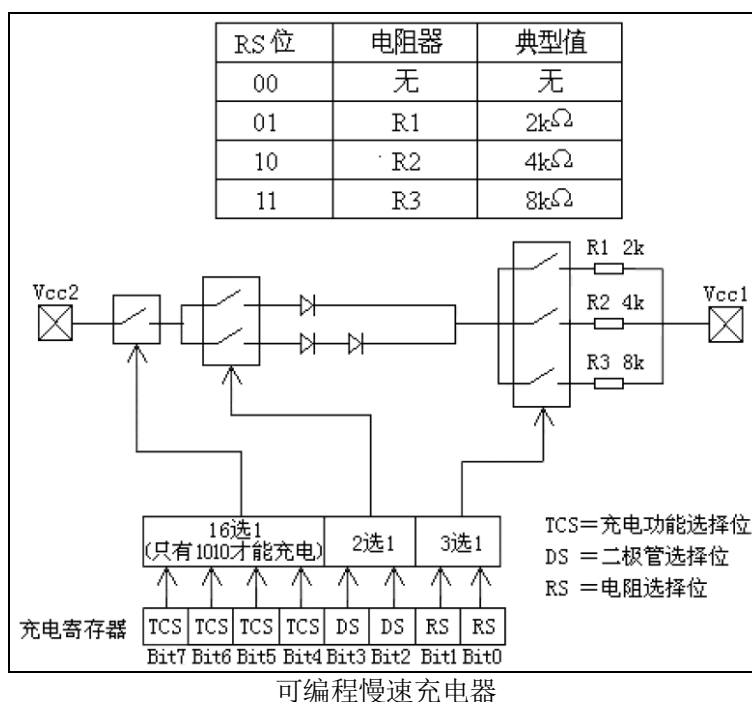 RS位 电阻器 典型值
00 无 无
01 R1 2kΩ
10 R2 4kΩ
11 R3 8kΩ
Vcc2
R1 2k
R2 4k
R3 8k
Vcc1
16选1
(只有1010才能充电)
2选1
3选1
TCS=充电功能选择位
DS =二极管选择位
RS =电阻选择位
充电寄存器 TCS TCS TCS TCS DS DS RS RS
Bit7 Bit6 Bit5 Bit4 Bit3 Bit2 Bit1 Bit0
可编程慢速充电器